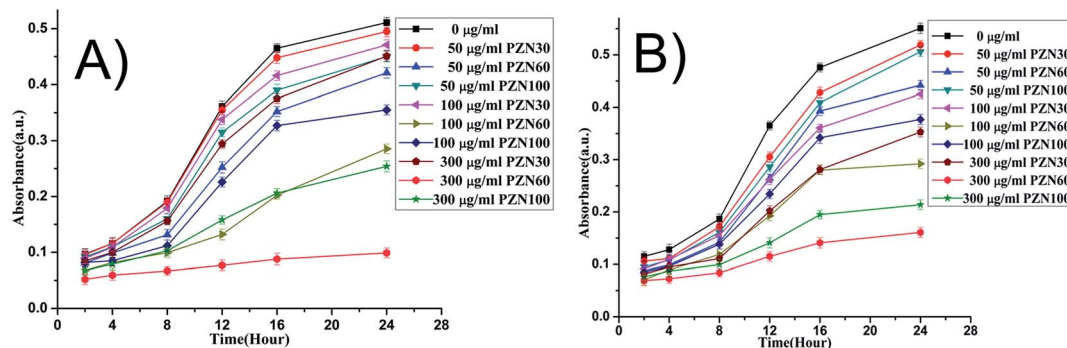 A)
0.5
0.4
0.3
0.2
0.1
0.0
Absorbance(a.u.)
0 4 8 12 16 20 24 28
Time(Hour)
0 μg/ml
50 μg/ml PZN30
50 μg/ml PZN60
50 μg/ml PZN100
100 μg/ml PZN30
100 μg/ml PZN60
100 μg/ml PZN100
300 μg/ml PZN30
300 μg/ml PZN60
300 μg/ml PZN100
B)
0.5
0.4
0.3
0.2
0.1
0.0
Absorbance(a.u.)
0 4 8 12 16 20 24 28
Time(Hour)
0 μg/ml
50 μg/ml PZN30
50 μg/ml PZN60
50 μg/ml PZN100
100 μg/ml PZN30
100 μg/ml PZN60
100 μg/ml PZN100
300 μg/ml PZN30
300 μg/ml PZN60
300 μg/ml PZN100